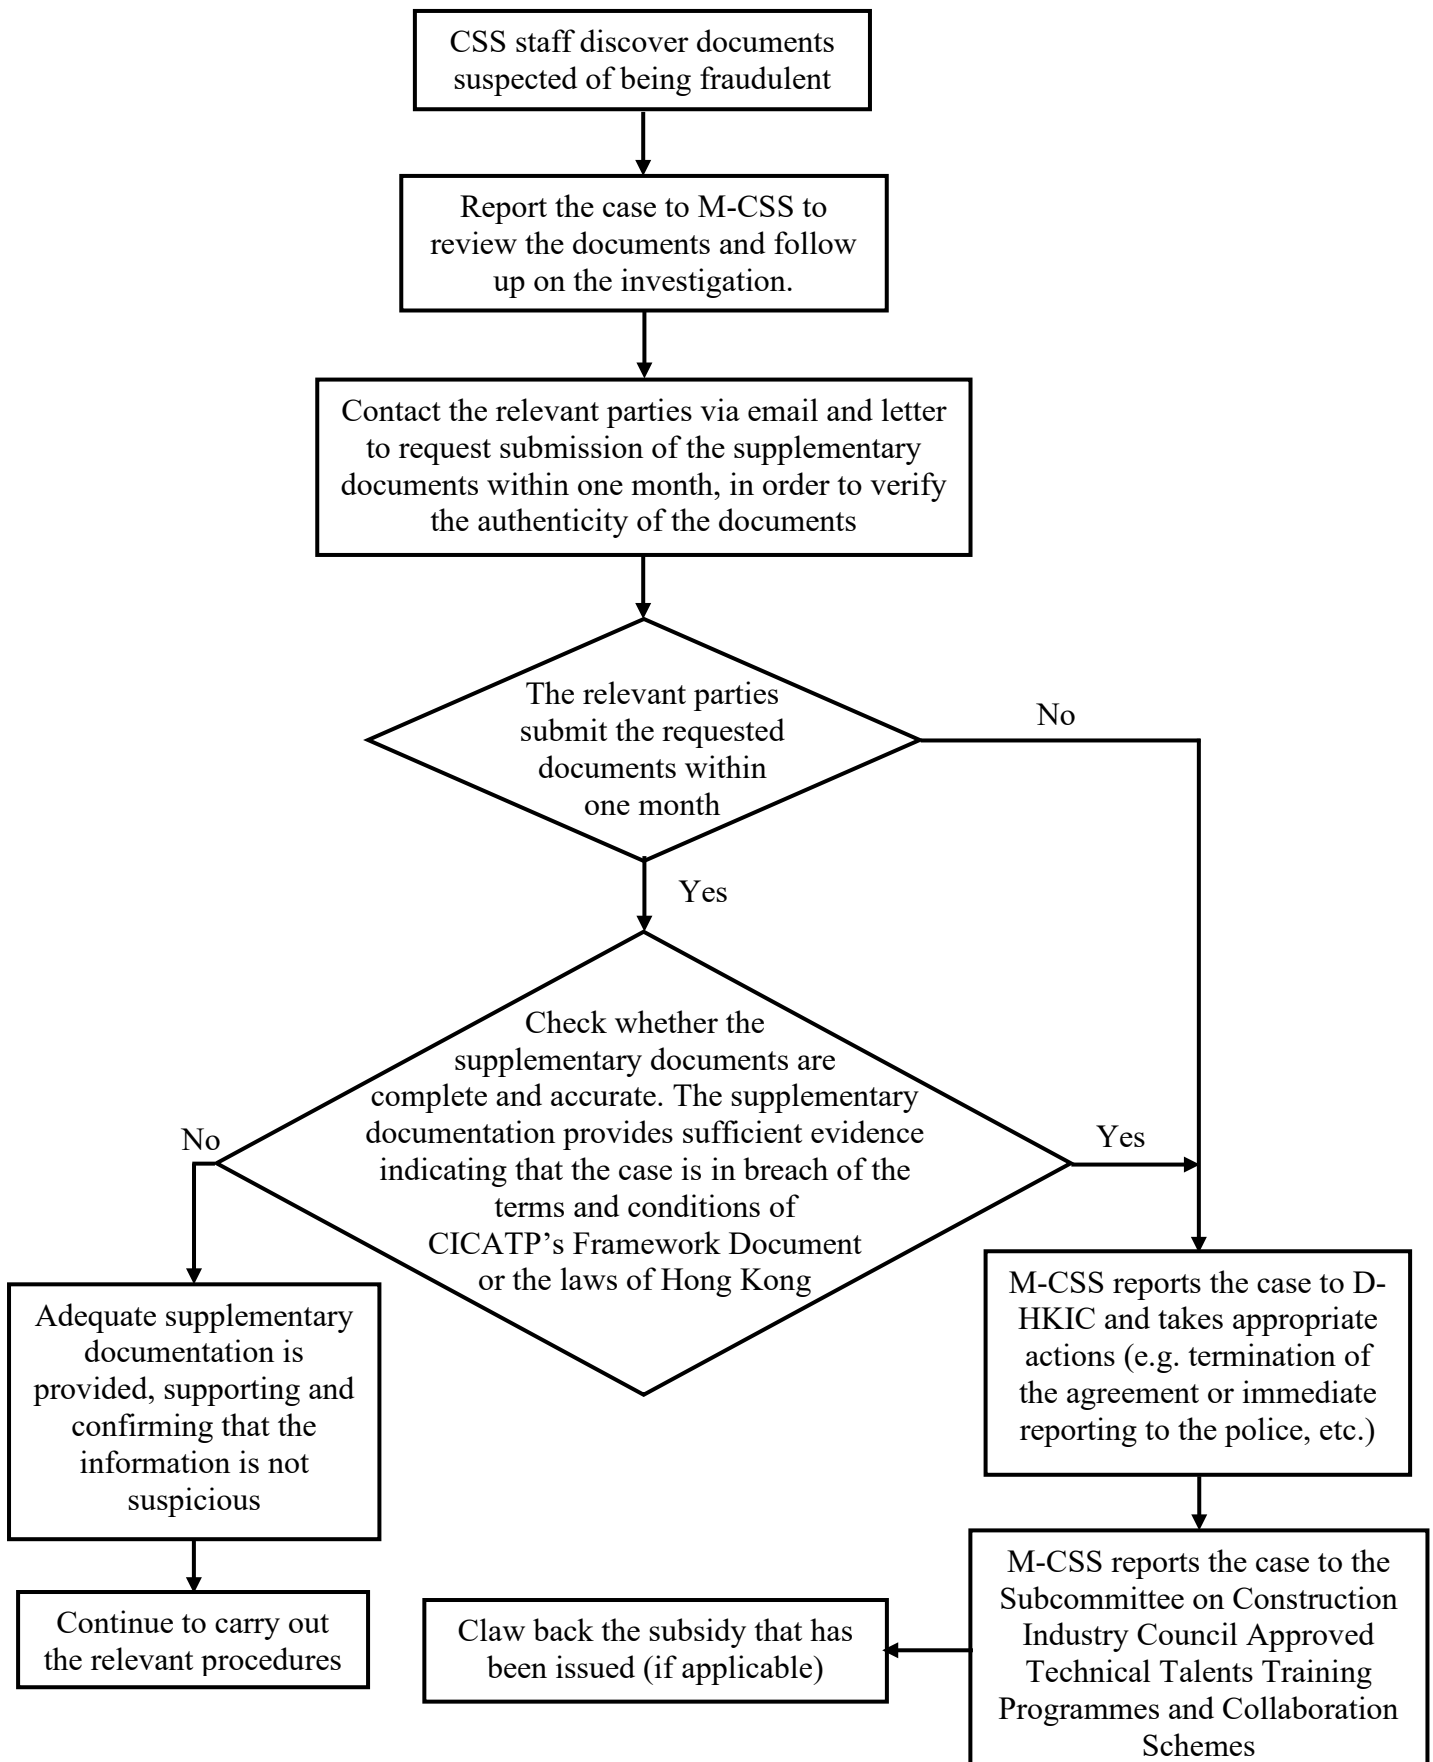 CSS staff discover documents
suspected of being fraudulent
Report the case to M-CSS to
review the documents and follow
up on the investigation.
Contact the relevant parties via email and letter
to request submission of the supplementary
documents within one month, in order to verify
the authenticity of the documents
The relevant parties
submit the requested
documents within
one month
No
Yes
Check whether the
supplementary documents are
complete and accurate. The supplementary
documentation provides sufficient evidence
indicating that the case is in breach of the
terms and conditions of
CICATP’s Framework Document
or the laws of Hong Kong
No
Yes
Adequate supplementary
documentation is
provided, supporting and
confirming that the
information is not
suspicious
Continue to carry out
the relevant procedures
M-CSS reports the case to D-
HKIC and takes appropriate
actions (e.g. termination of
the agreement or immediate
reporting to the police, etc.)
M-CSS reports the case to the
Subcommittee on Construction
Industry Council Approved
Technical Talents Training
Programmes and Collaboration
Schemes
Claw back the subsidy that has
been issued (if applicable)